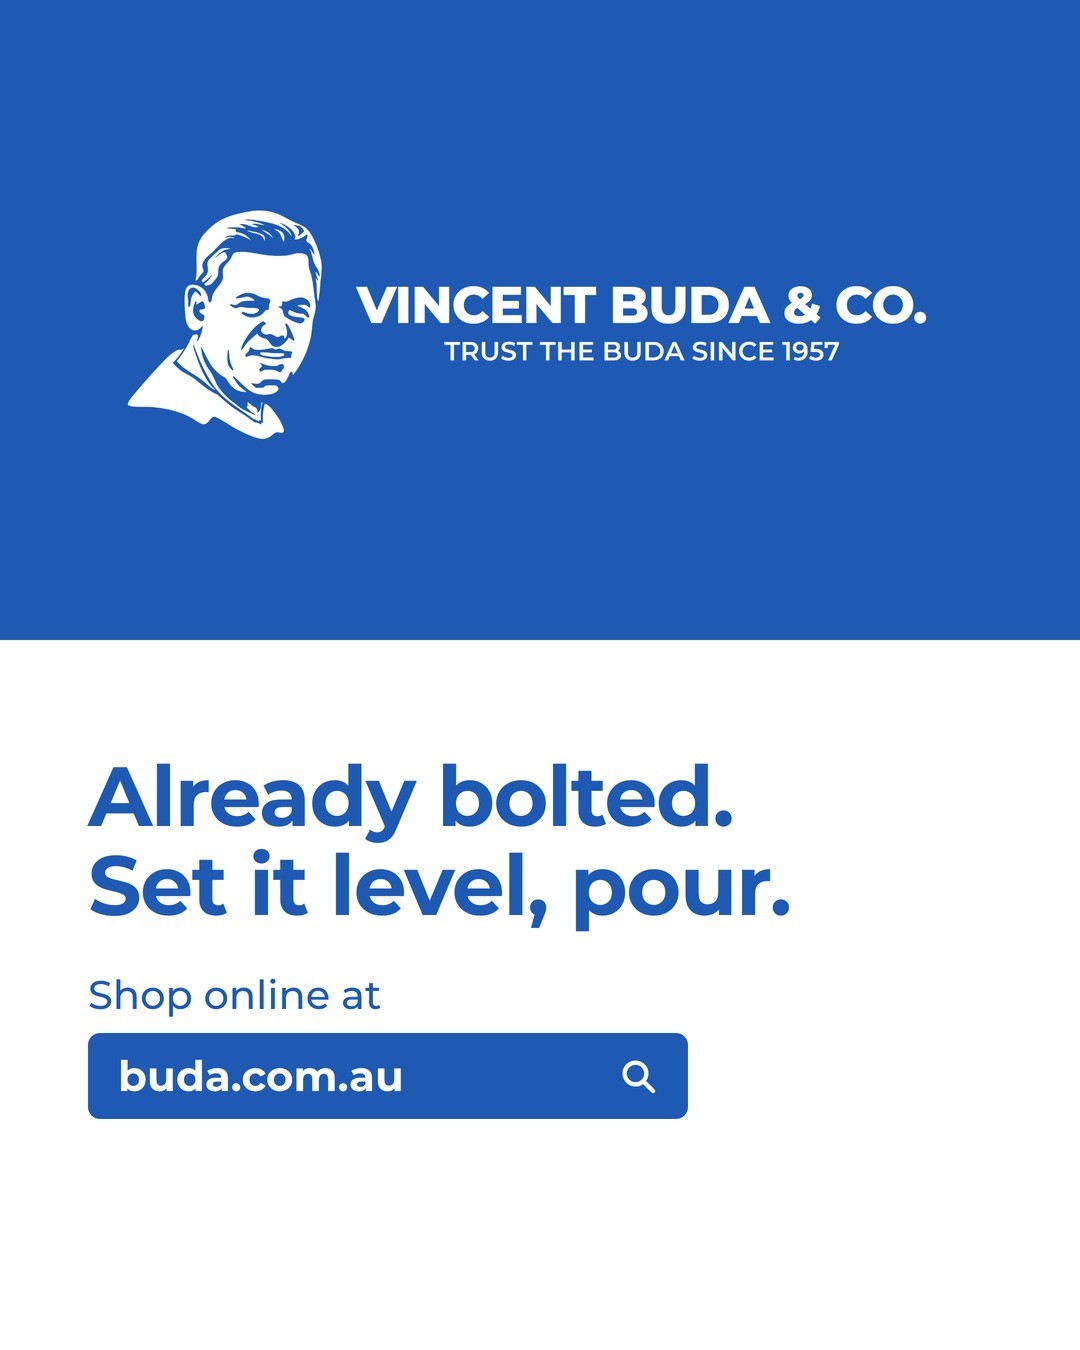 VINCENT BUDA & CO.
TRUST THE BUDA SINCE 1957
Already bolted.
Set it level, pour.
Shop online at
buda.com.au